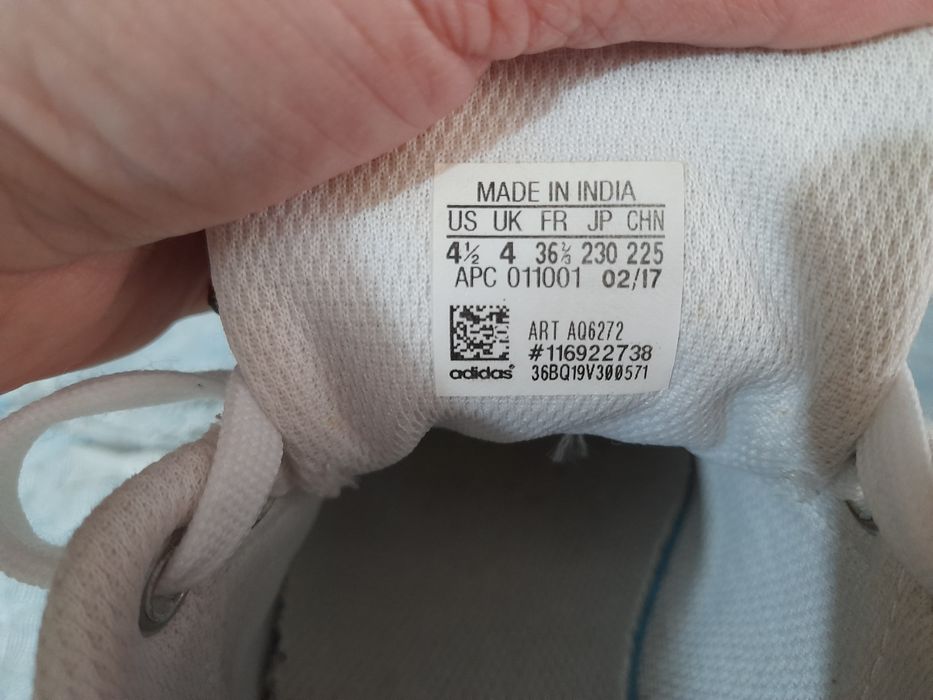 MADE IN INDIA
US UK FR JP CHN
4½ 4 36⅔ 230 225
APC 011001 02/17
ART AQ6272
#116922738
adidas® 36BQ19V300571